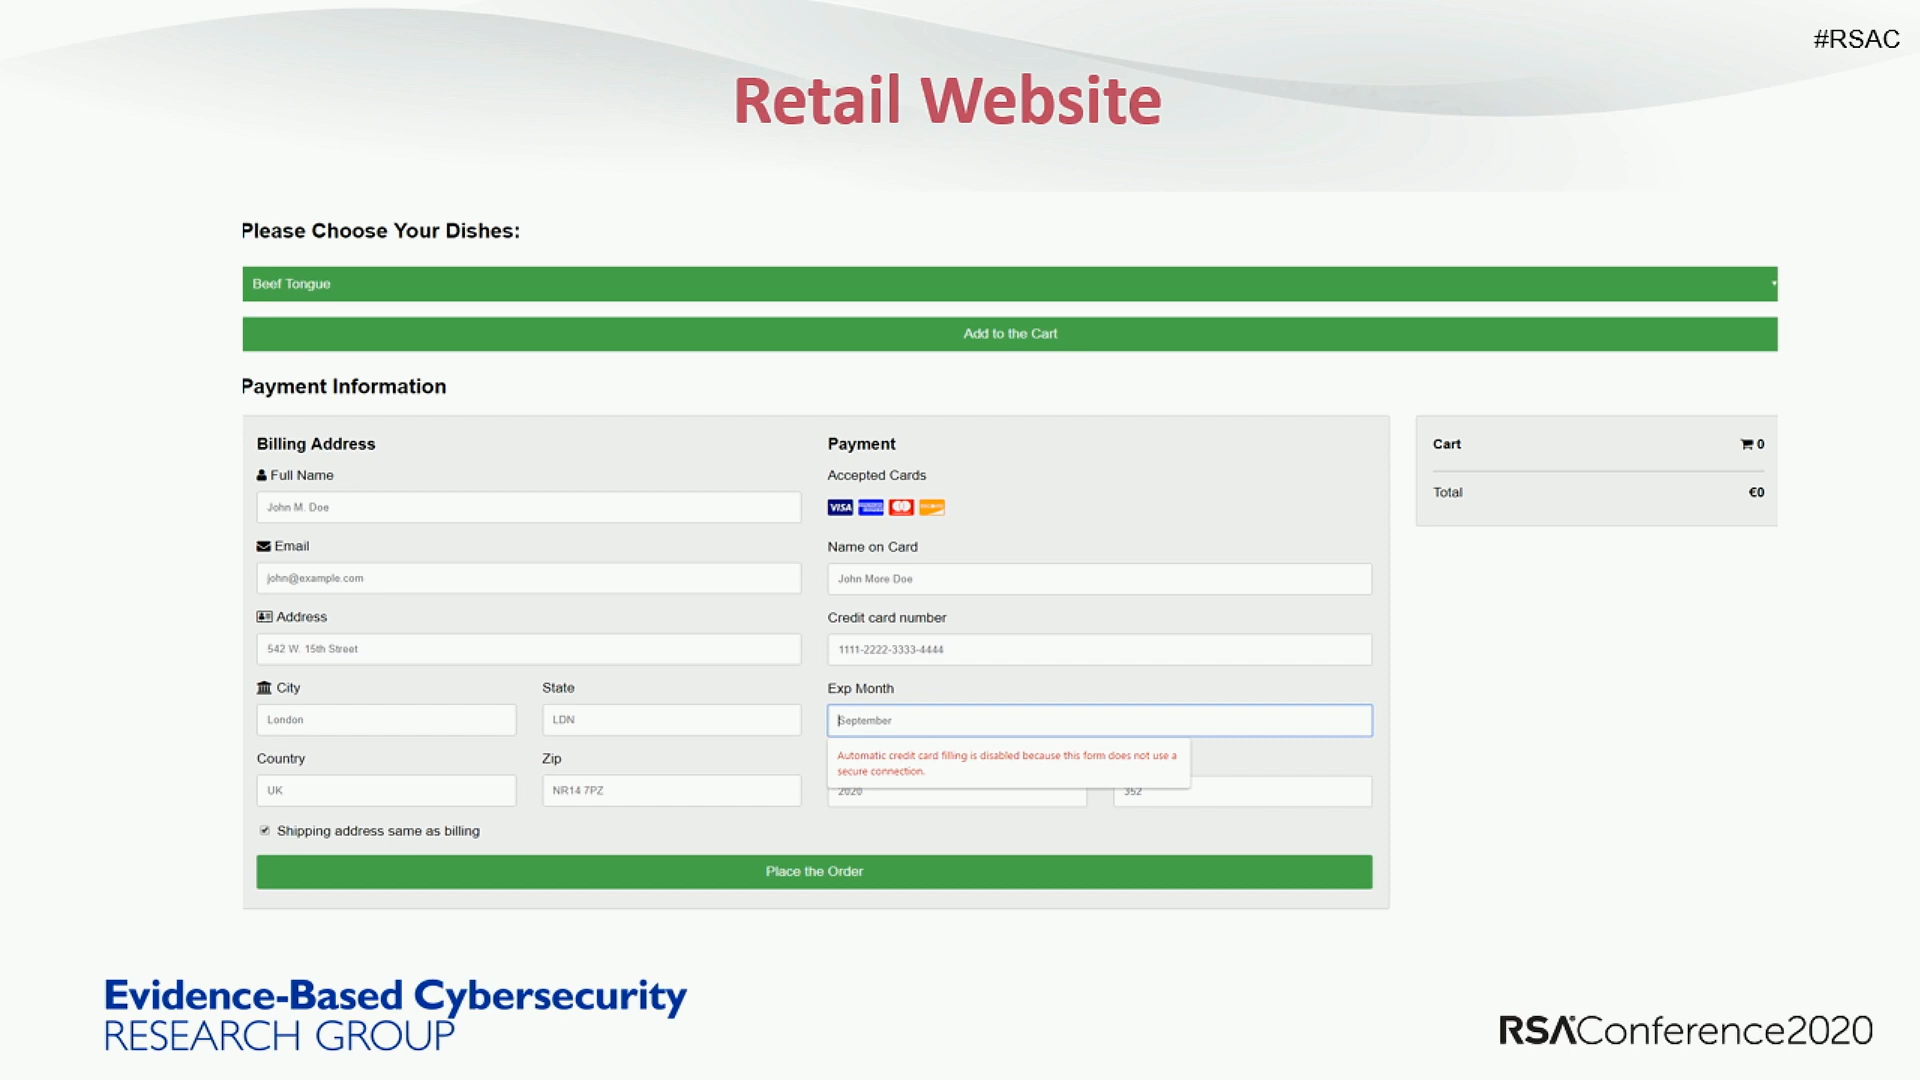 #RSAC
Retail Website
Please Choose Your Dishes:
Beef Tongue
Add to the Cart
Payment Information
Billing Address
Full Name
John M. Doe
Email
john@example.com
Address
542 W. 15th Street
City
State
London
LDN
Country
Zip
UK
NR14 7PZ
Shipping address same as billing
Payment
Accepted Cards
VISA
Name on Card
John More Doe
Credit card number
1111-2222-3333-4444
Exp Month
September
Automatic credit card filling is disabled because this form does not use a
secure connection.
2020
352
Place the Order
Cart
0
Total
€0
Evidence-Based Cybersecurity
RESEARCH GROUP
RSAConference2020